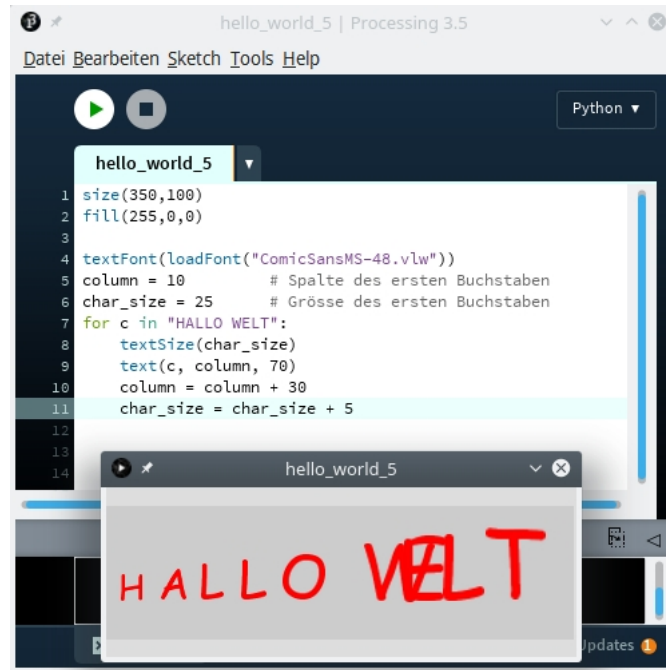 hello_world_5 | Processing 3.5
Datei Bearbeiten Sketch Tools Help
Python ▾
hello_world_5 ▾
1 size(350,100)
2 fill(255,0,0)
3
4 textFont(loadFont("ComicSansMS-48.vlw"))
5 column = 10 # Spalte des ersten Buchstaben
6 char_size = 25 # Grösse des ersten Buchstaben
7 for c in "HALLO WELT":
8 textSize(char_size)
9 text(c, column, 70)
10 column = column + 30
11 char_size = char_size + 5
12
13
14
hello_world_5
HALLO WELT
Updates 1